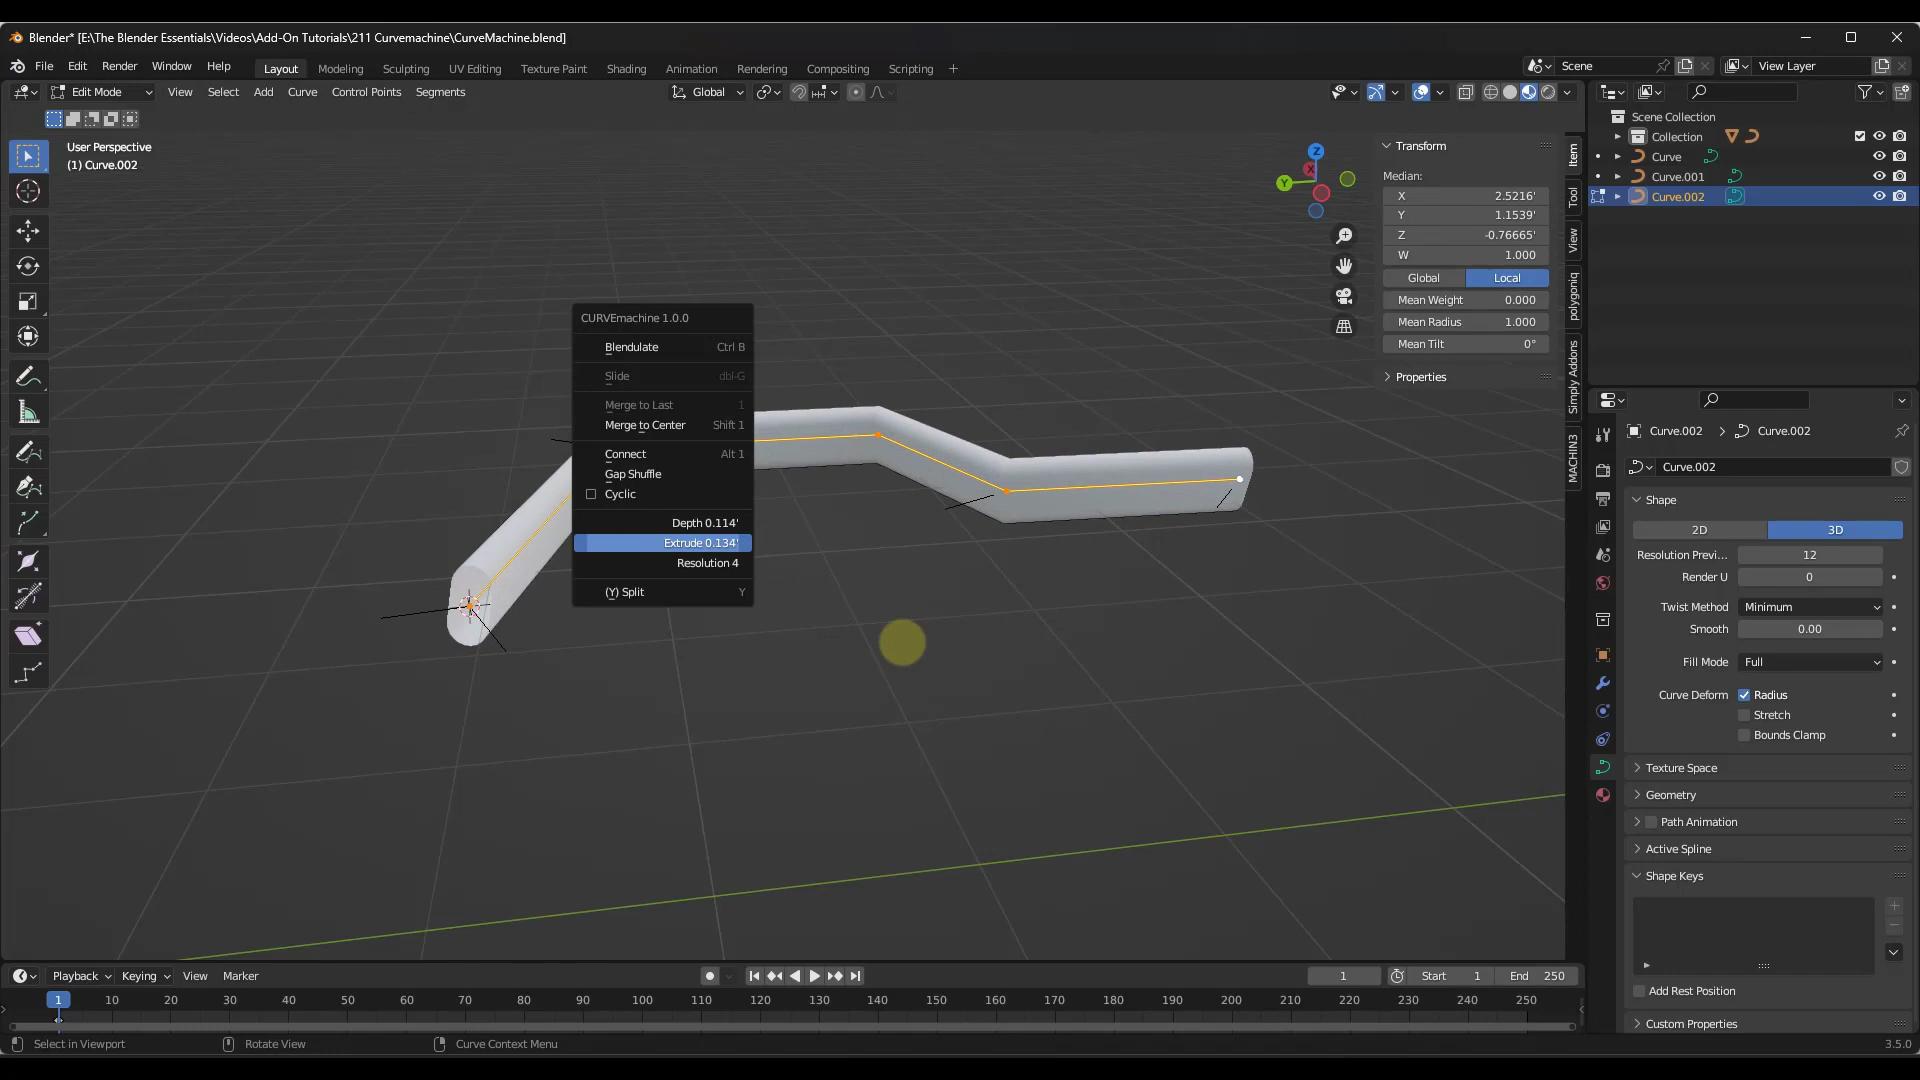 Blender* [E:\The Blender Essentials\Videos\Add-On Tutorials\211 Curvemachine\CurveMachine.blend]
File Edit Render Window Help Layout Modeling Sculpting UV Editing Texture Paint Shading Animation Rendering Compositing Scripting + Scene View Layer
Edit Mode View Select Add Curve Control Points Segments Global
User Perspective
(1) Curve.002
Z
X
Y
Transform
Median:
X 2.5216'
Y 1.1539'
Z -0.76665'
W 1.000
Global Local
Mean Weight 0.000
Mean Radius 1.000
Mean Tilt 0°
Properties
Item
Tool
View
polygoniq
Simply Addons
MACHIN3
CURVEmachine 1.0.0
Blendulate Ctrl B
Slide dbl-G
Merge to Last 1
Merge to Center Shift 1
Connect Alt 1
Gap Shuffle
Cyclic
Depth 0.114'
Extrude 0.134'
Resolution 4
(Y) Split Y
Scene Collection
Collection
Curve
Curve.001
Curve.002
Curve.002 > Curve.002
Curve.002
Shape
2D 3D
Resolution Previ... 12
Render U 0
Twist Method Minimum
Smooth 0.00
Fill Mode Full
Curve Deform Radius
Stretch
Bounds Clamp
Texture Space
Geometry
Path Animation
Active Spline
Shape Keys
Add Rest Position
Custom Properties
Playback Keying View Marker 1 Start 1 End 250
1 10 20 30 40 50 60 70 80 90 100 110 120 130 140 150 160 170 180 190 200 210 220 230 240 250
Select in Viewport Rotate View Curve Context Menu 3.5.0